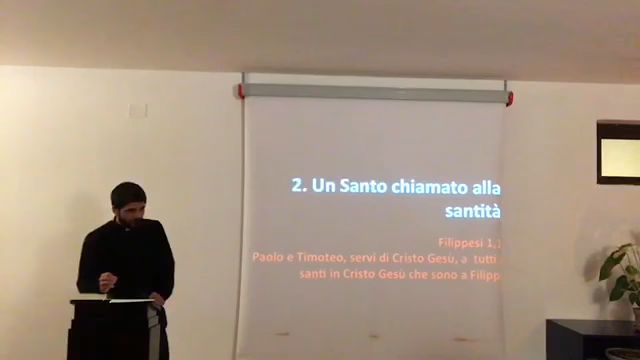 2. Un Santo chiamato alla
santità
Filippesi 1,1
Paolo e Timoteo, servi di Cristo Gesù, a tutti
santi in Cristo Gesù che sono a Filipp